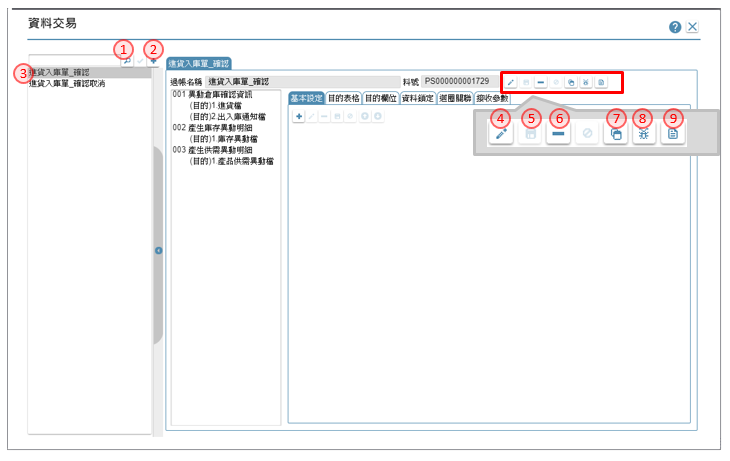 資料交易
?
1
2
3
進貨入庫單_確認
進貨入庫單_確認取消
進貨入庫單_確認
過帳名稱 進貨入庫單_確認 料號 PS000000001729
001 異動倉庫確認資訊
(目的)1.進貨檔
(目的)2.出入庫通知檔
002 產生庫存異動明細
(目的)1.庫存異動檔
003 產生供需異動明細
(目的)1.產品供需異動檔
基本設定 目的表格 目的欄位 資料鎖定 迴圈關聯 接收參數
4 5 6 7 8 9